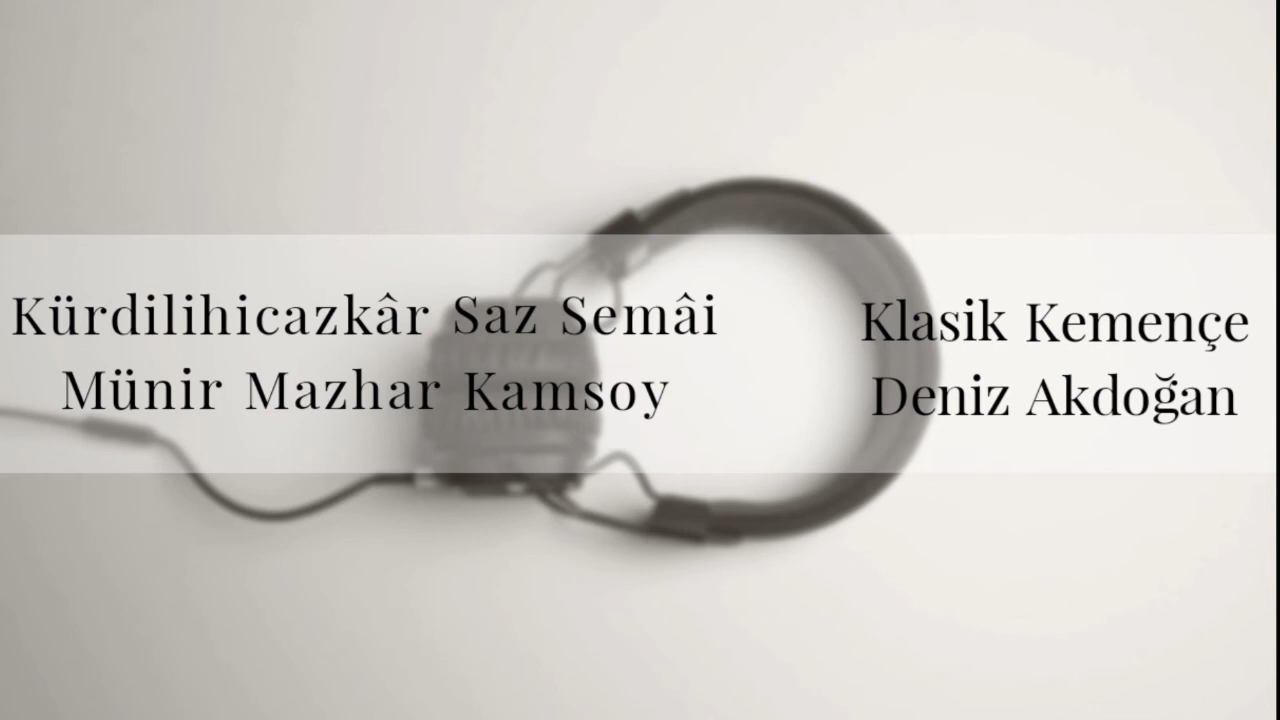 Kürdilihicazkâr Saz Semâi
Münir Mazhar Kamsoy
Klasik Kemençe
Deniz Akdoğan